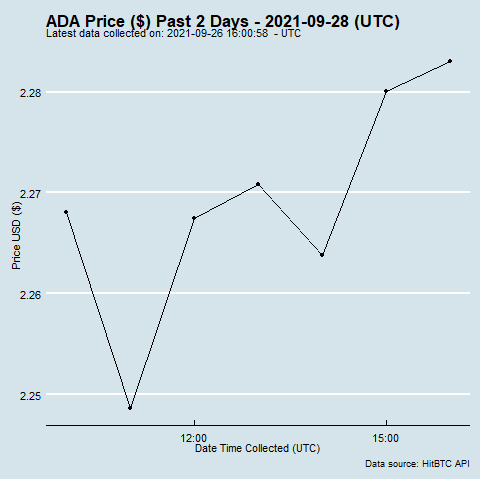 ADA Price ($) Past 2 Days - 2021-09-28 (UTC)
Latest data collected on: 2021-09-26 16:00:58  - UTC
2.28
2.27
2.26
2.25
Price USD ($)
12:00
15:00
Date Time Collected (UTC)
Data source: HitBTC API